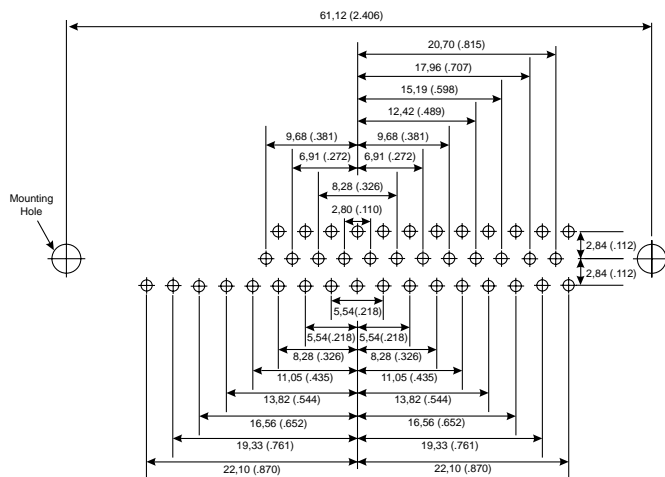 61,12 (2.406)
20,70 (.815)
17,96 (.707)
15,19 (.598)
12,42 (.489)
9,68 (.381) 9,68 (.381)
6,91 (.272) 6,91 (.272)
8,28 (.326)
2,80 (.110)
Mounting
Hole
2,84 (.112)
2,84 (.112)
5,54 (.218)
5,54(.218) 5,54(.218)
8,28 (.326) 8,28 (.326)
11,05 (.435) 11,05 (.435)
13,82 (.544) 13,82 (.544)
16,56 (.652) 16,56 (.652)
19,33 (.761) 19,33 (.761)
22,10 (.870) 22,10 (.870)